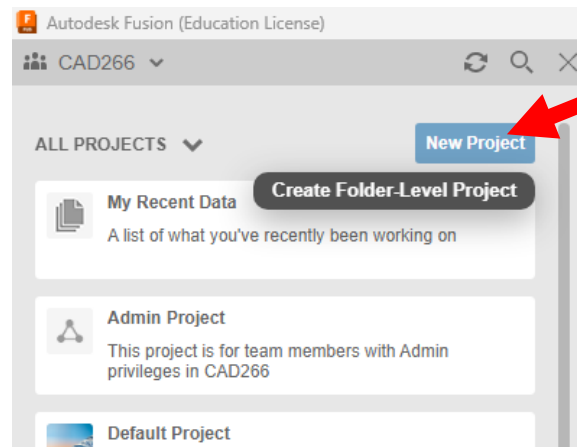 Autodesk Fusion (Education License)
CAD266
ALL PROJECTS
New Project
Create Folder-Level Project
My Recent Data
A list of what you've recently been working on
Admin Project
This project is for team members with Admin
privileges in CAD266
Default Project